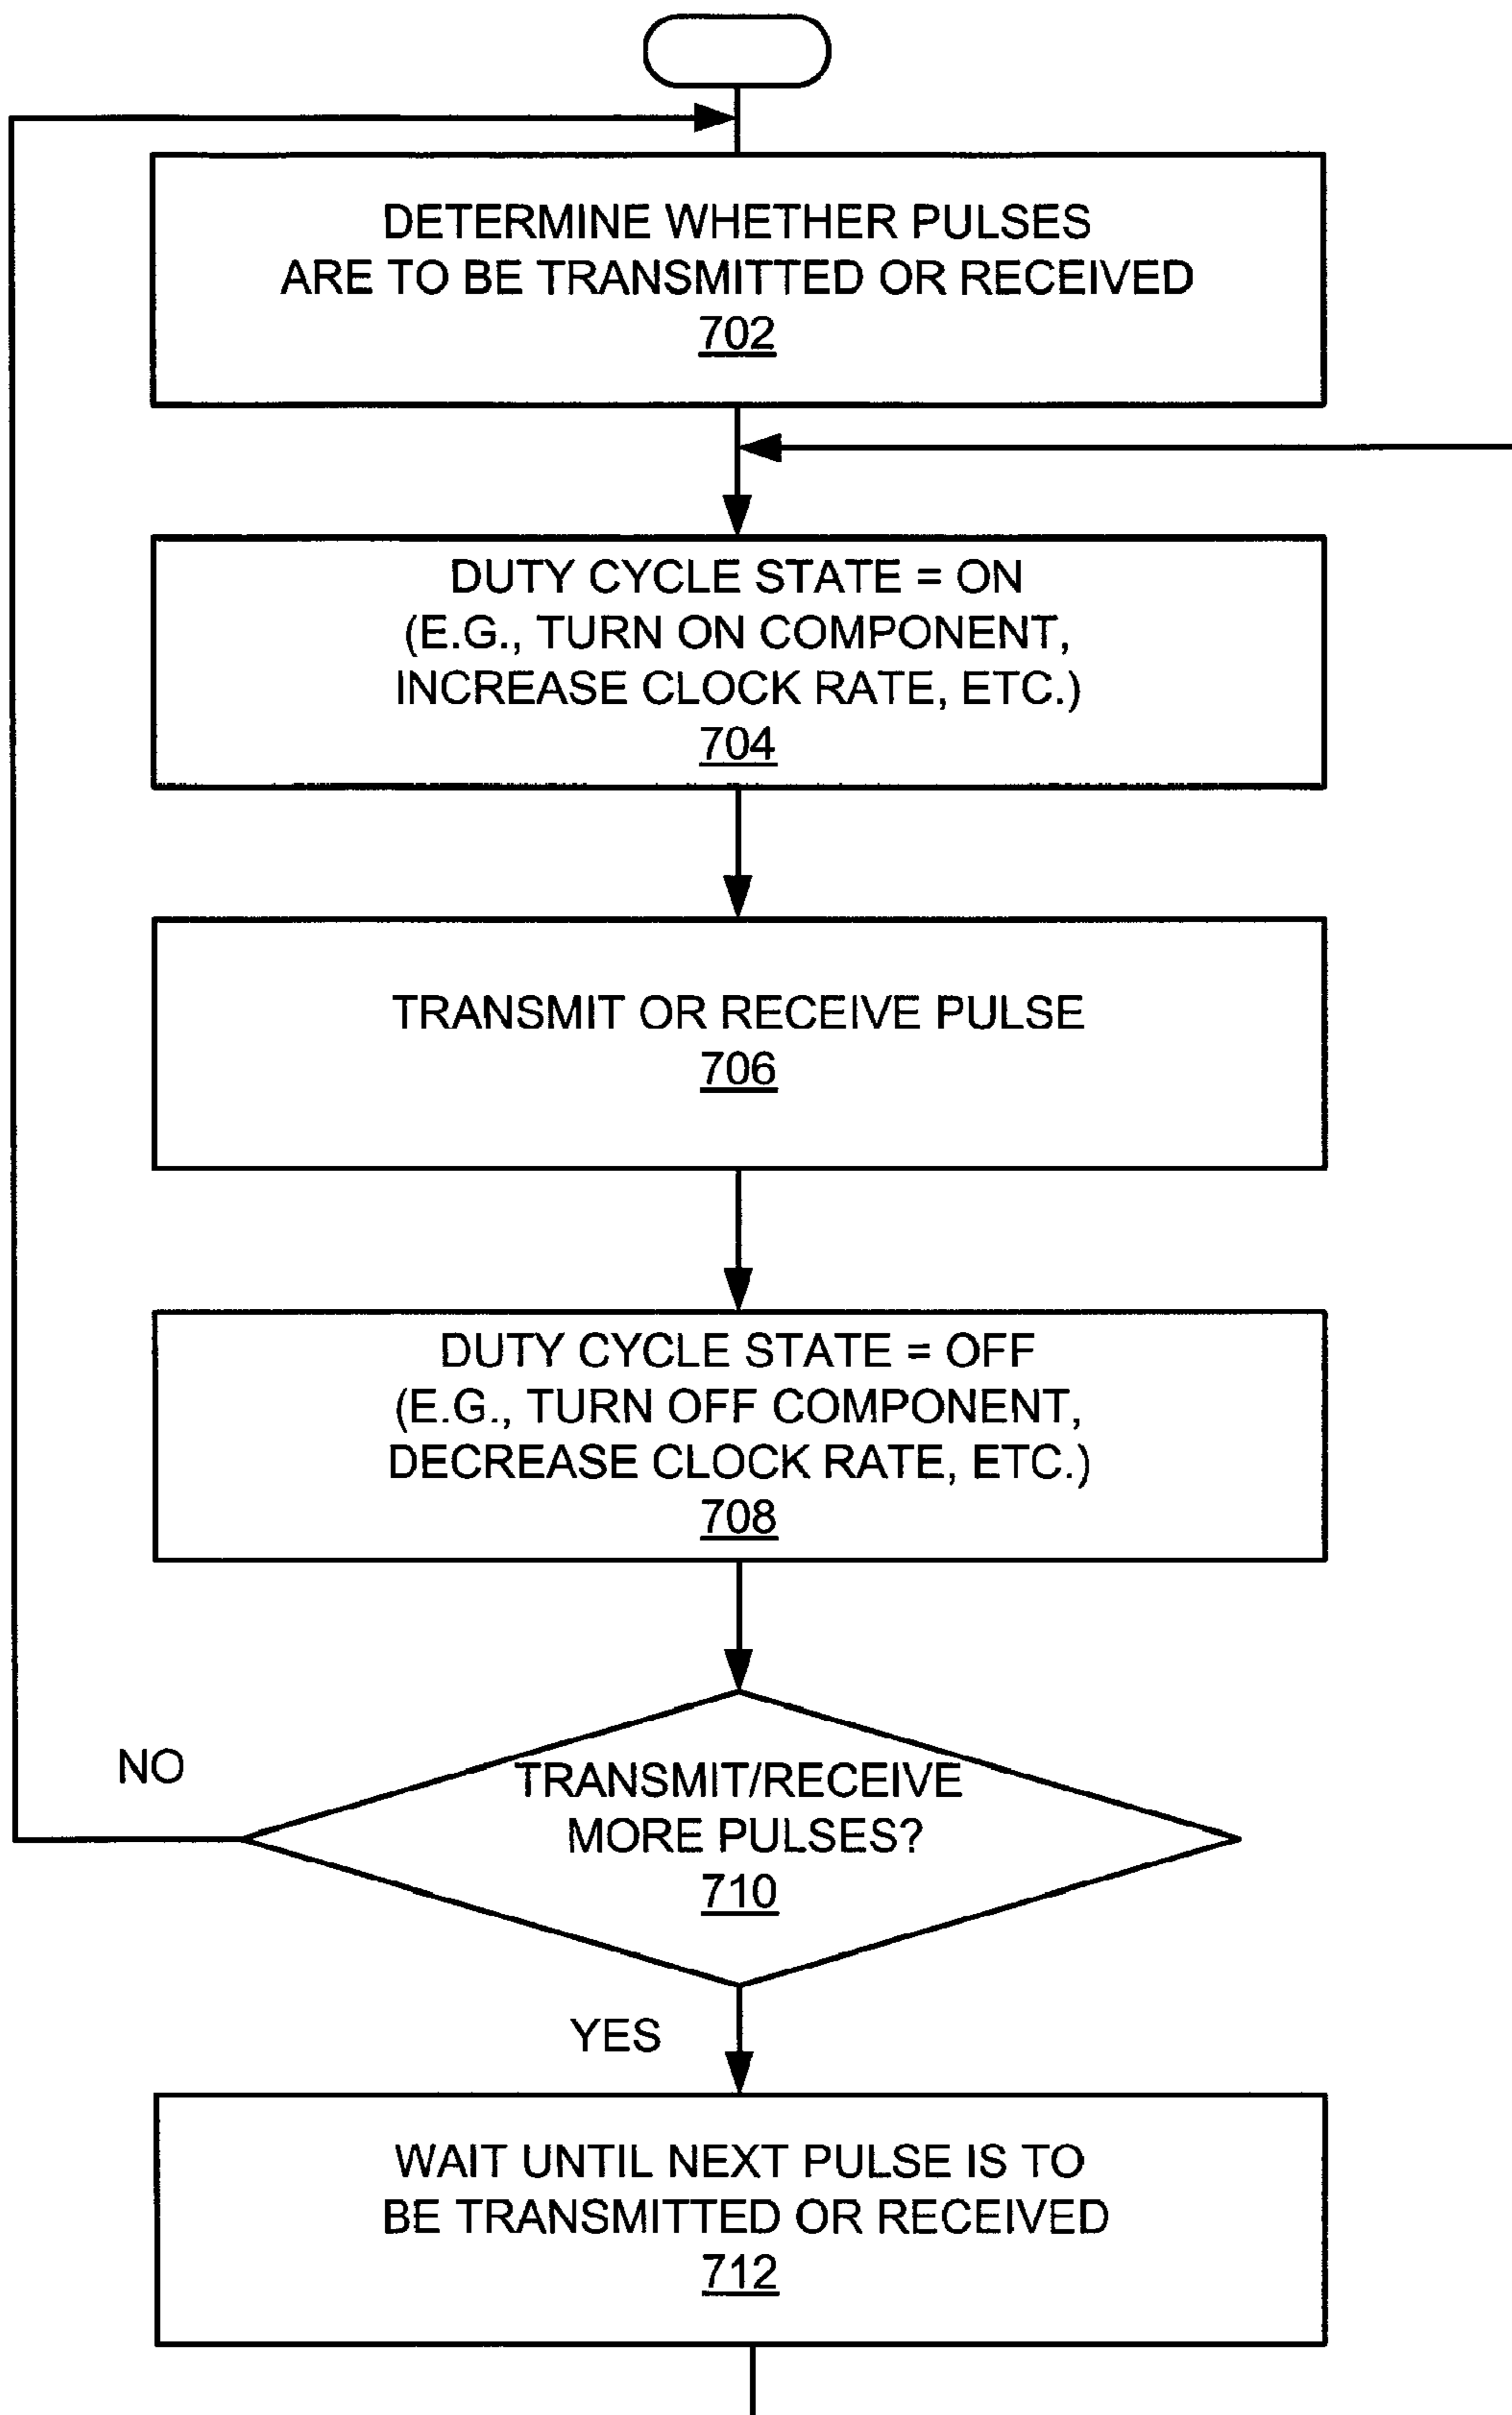 DETERMINE WHETHER PULSES
ARE TO BE TRANSMITTED OR RECEIVED
702
DUTY CYCLE STATE = ON
(E.G., TURN ON COMPONENT,
INCREASE CLOCK RATE, ETC.)
704
TRANSMIT OR RECEIVE PULSE
706
DUTY CYCLE STATE = OFF
(E.G., TURN OFF COMPONENT,
DECREASE CLOCK RATE, ETC.)
708
NO
TRANSMIT/RECEIVE
MORE PULSES?
710
YES
WAIT UNTIL NEXT PULSE IS TO
BE TRANSMITTED OR RECEIVED
712